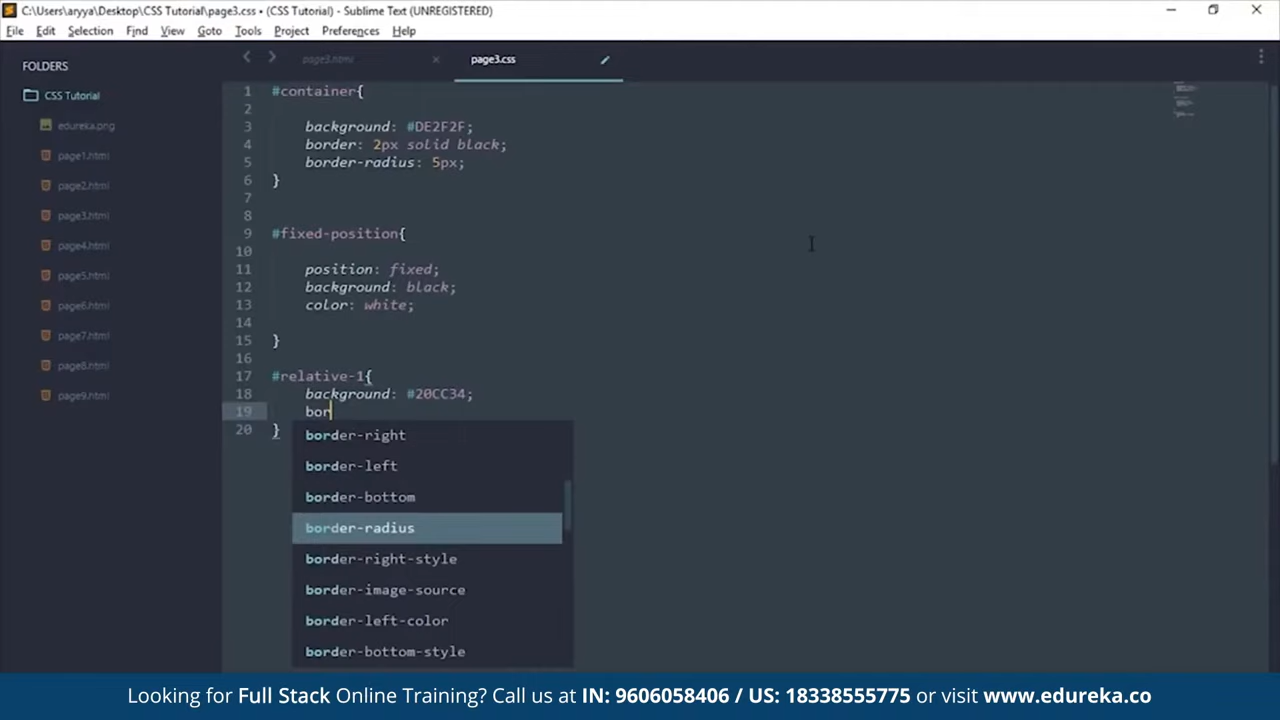 C:\Users\aryya\Desktop\CSS Tutorial\page3.css • (CSS Tutorial) - Sublime Text (UNREGISTERED)
File Edit Selection Find View Goto Tools Project Preferences Help
FOLDERS
CSS Tutorial
edureka.png
page1.html
page2.html
page3.html
page4.html
page5.html
page6.html
page7.html
page8.html
page9.html
page3.html page3.css
1 #container{
2
3 background: #DE2F2F;
4 border: 2px solid black;
5 border-radius: 5px;
6 }
7
8
9 #fixed-position{
10
11 position: fixed;
12 background: black;
13 color: white;
14
15 }
16
17 #relative-1{
18 background: #20CC34;
19 bor
20 }
border-right
border-left
border-bottom
border-radius
border-right-style
border-image-source
border-left-color
border-bottom-style
Looking for Full Stack Online Training? Call us at IN: 9606058406 / US: 18338555775 or visit www.edureka.co